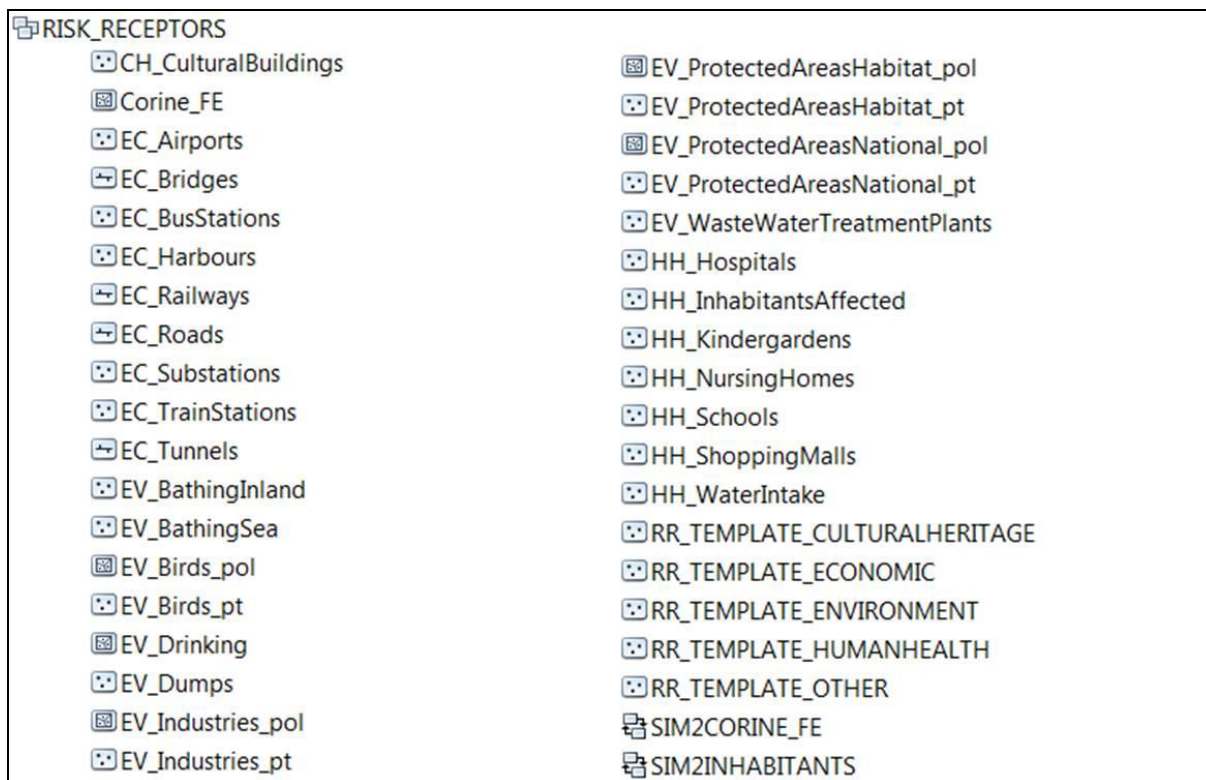 RISK_RECEPTORS
CH_CulturalBuildings
Corine_FE
EC_Airports
EC_Bridges
EC_BusStations
EC_Harbours
EC_Railways
EC_Roads
EC_Substations
EC_TrainStations
EC_Tunnels
EV_BathingInland
EV_BathingSea
EV_Birds_pol
EV_Birds_pt
EV_Drinking
EV_Dumps
EV_Industries_pol
EV_Industries_pt
EV_ProtectedAreasHabitat_pol
EV_ProtectedAreasHabitat_pt
EV_ProtectedAreasNational_pol
EV_ProtectedAreasNational_pt
EV_WasteWaterTreatmentPlants
HH_Hospitals
HH_InhabitantsAffected
HH_Kindergardens
HH_NursingHomes
HH_Schools
HH_ShoppingMalls
HH_WaterIntake
RR_TEMPLATE_CULTURALHERITAGE
RR_TEMPLATE_ECONOMIC
RR_TEMPLATE_ENVIRONMENT
RR_TEMPLATE_HUMANHEALTH
RR_TEMPLATE_OTHER
SIM2CORINE_FE
SIM2INHABITANTS